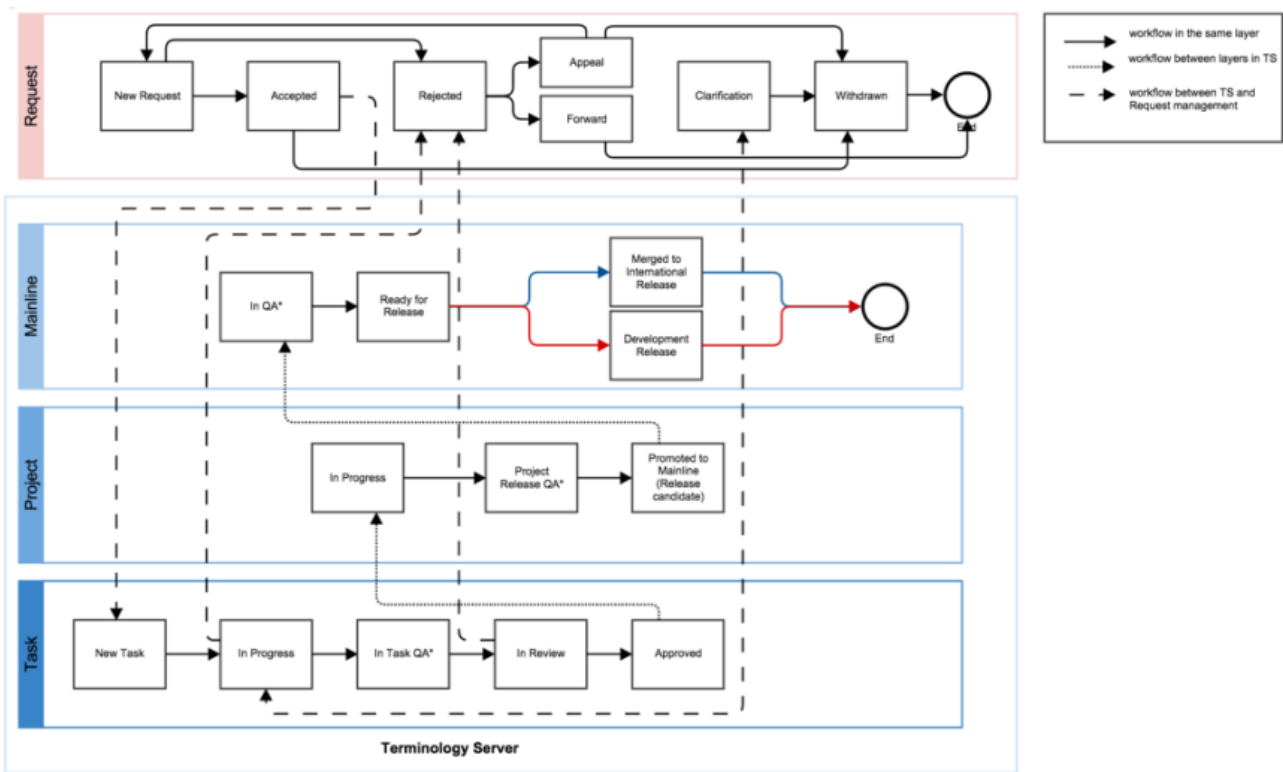 Request
New Request
Accepted
Rejected
Appeal
Forward
Clarification
Withdrawn
End
workflow in the same layer
workflow between layers in TS
workflow between TS and
Request management
Mainline
In QA*
Ready for
Release
Merged to
International
Release
Development
Release
End
Project
In Progress
Project
Release QA*
Promoted to
Mainline
(Release
candidate)
Task
New Task
In Progress
In Task QA*
In Review
Approved
Terminology Server